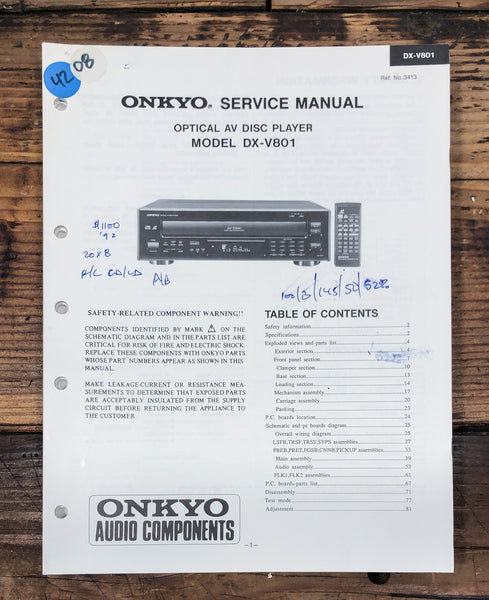 DX-V801
Ref. No.3413
42
08
ONKYO® SERVICE MANUAL
OPTICAL AV DISC PLAYER
MODEL DX-V801
$1100
'92
20x8
P/C CD/LD
A/B
SAFETY-RELATED COMPONENT WARNING!!
COMPONENTS IDENTIFIED BY MARK ⚠ ON THE
SCHEMATIC DIAGRAM AND IN THE PARTS LIST ARE
CRITICAL FOR RISK OF FIRE AND ELECTRIC SHOCK.
REPLACE THESE COMPONENTS WITH ONKYO PARTS
WHOSE PART NUMBERS APPEAR AS SHOWN IN THIS
MANUAL.
MAKE LEAKAGE-CURRENT OR RESISTANCE MEA-
SUREMENTS TO DETERMINE THAT EXPOSED PARTS
ARE ACCEPTABLY INSULATED FROM THE SUPPLY
CIRCUIT BEFORE RETURNING THE APPLIANCE TO
THE CUSTOMER.
ONKYO
AUDIO COMPONENTS
TABLE OF CONTENTS
Safety information 2
Specifications 2
Exploded views and parts list 4
Exterior section
Front panel section
Clamper section 10
Base section 13
Loading section 14
Mechanism assembly 17
Carriage assembly 20
Packing 23
P.C. boards location 24
Schematic and pc boards diagram 25
Overall wiring diagram 25
LSFB,TRSF,TRSS,SYPS assemblies 27
PREB,PRET,FGSB,CNNB,PICKUP assemblies 33
Main assembly 39
Audio assembly 53
FLK1,FLK2 assemblies 61
P.C. boards-parts list 67
Disassembly 71
Test mode 77
Adjustment 81
-1-